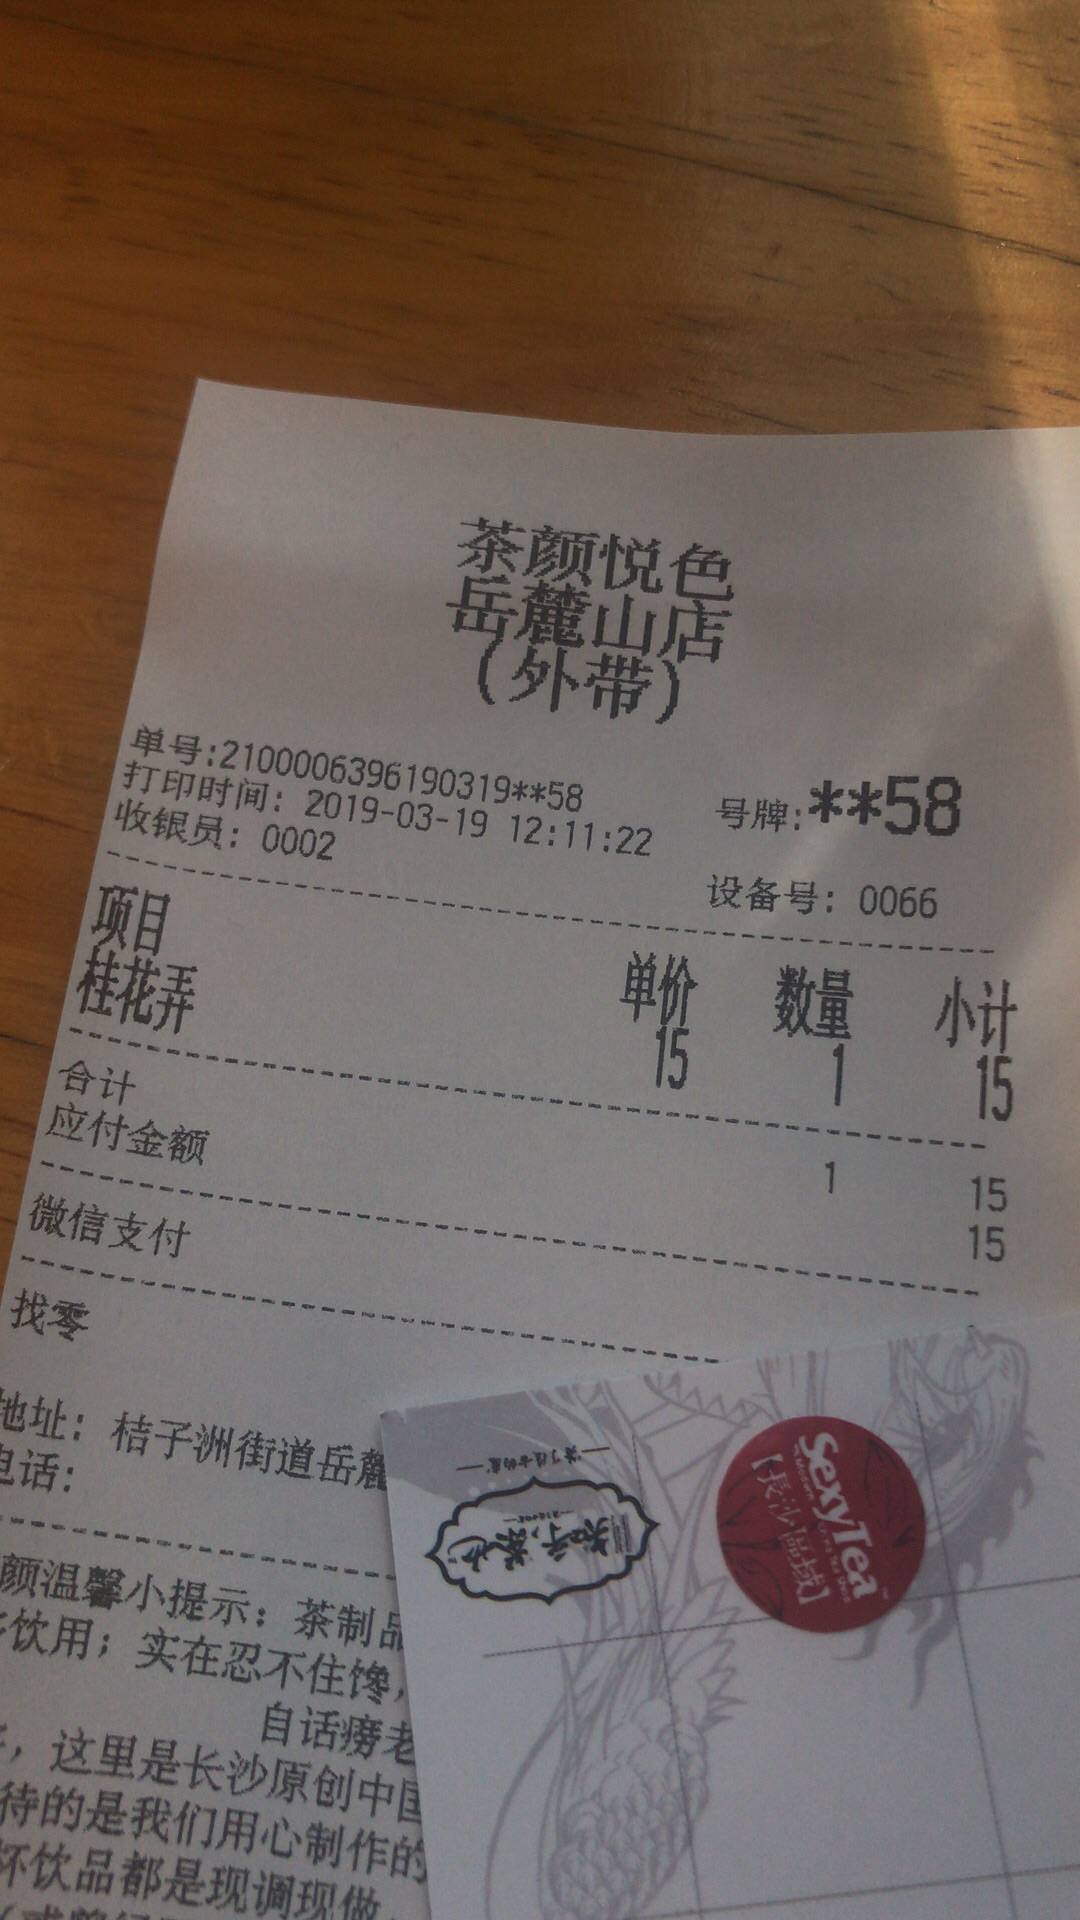 茶颜悦色
岳麓山店
(外带)
单号:2100006396190319**58
号牌:**58
打印时间: 2019-03-19 12:11:22
收银员: 0002
设备号: 0066
项目 单价 数量 小计
桂花弄 15 1 15
合计 1 15
应付金额 15
微信支付
找零
地址: 桔子洲街道岳麓
电话:
颜温馨小提示: 茶制品
饮用; 实在忍不住馋,
自话痨老
, 这里是长沙原创中国
待的是我们用心制作的
杯饮品都是现调现做
SexyTea
【長沙區域】